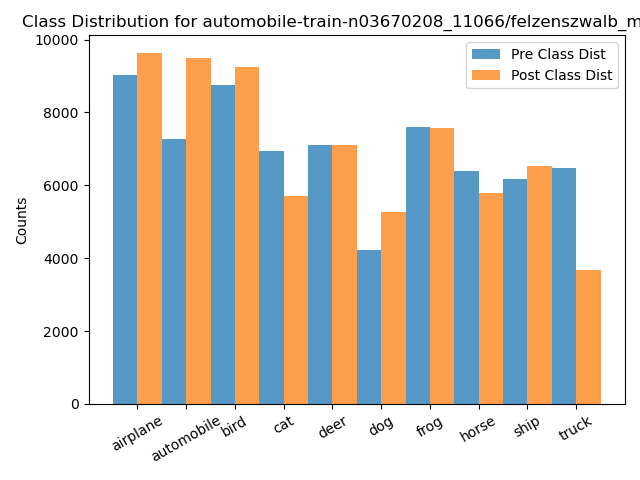 Class Distribution for automobile-train-n03670208_11066/felzenszwalb_m
Pre Class Dist
Post Class Dist
10000
8000
6000
4000
2000
0
Counts
airplane
automobile
bird
cat
deer
dog
frog
horse
ship
truck